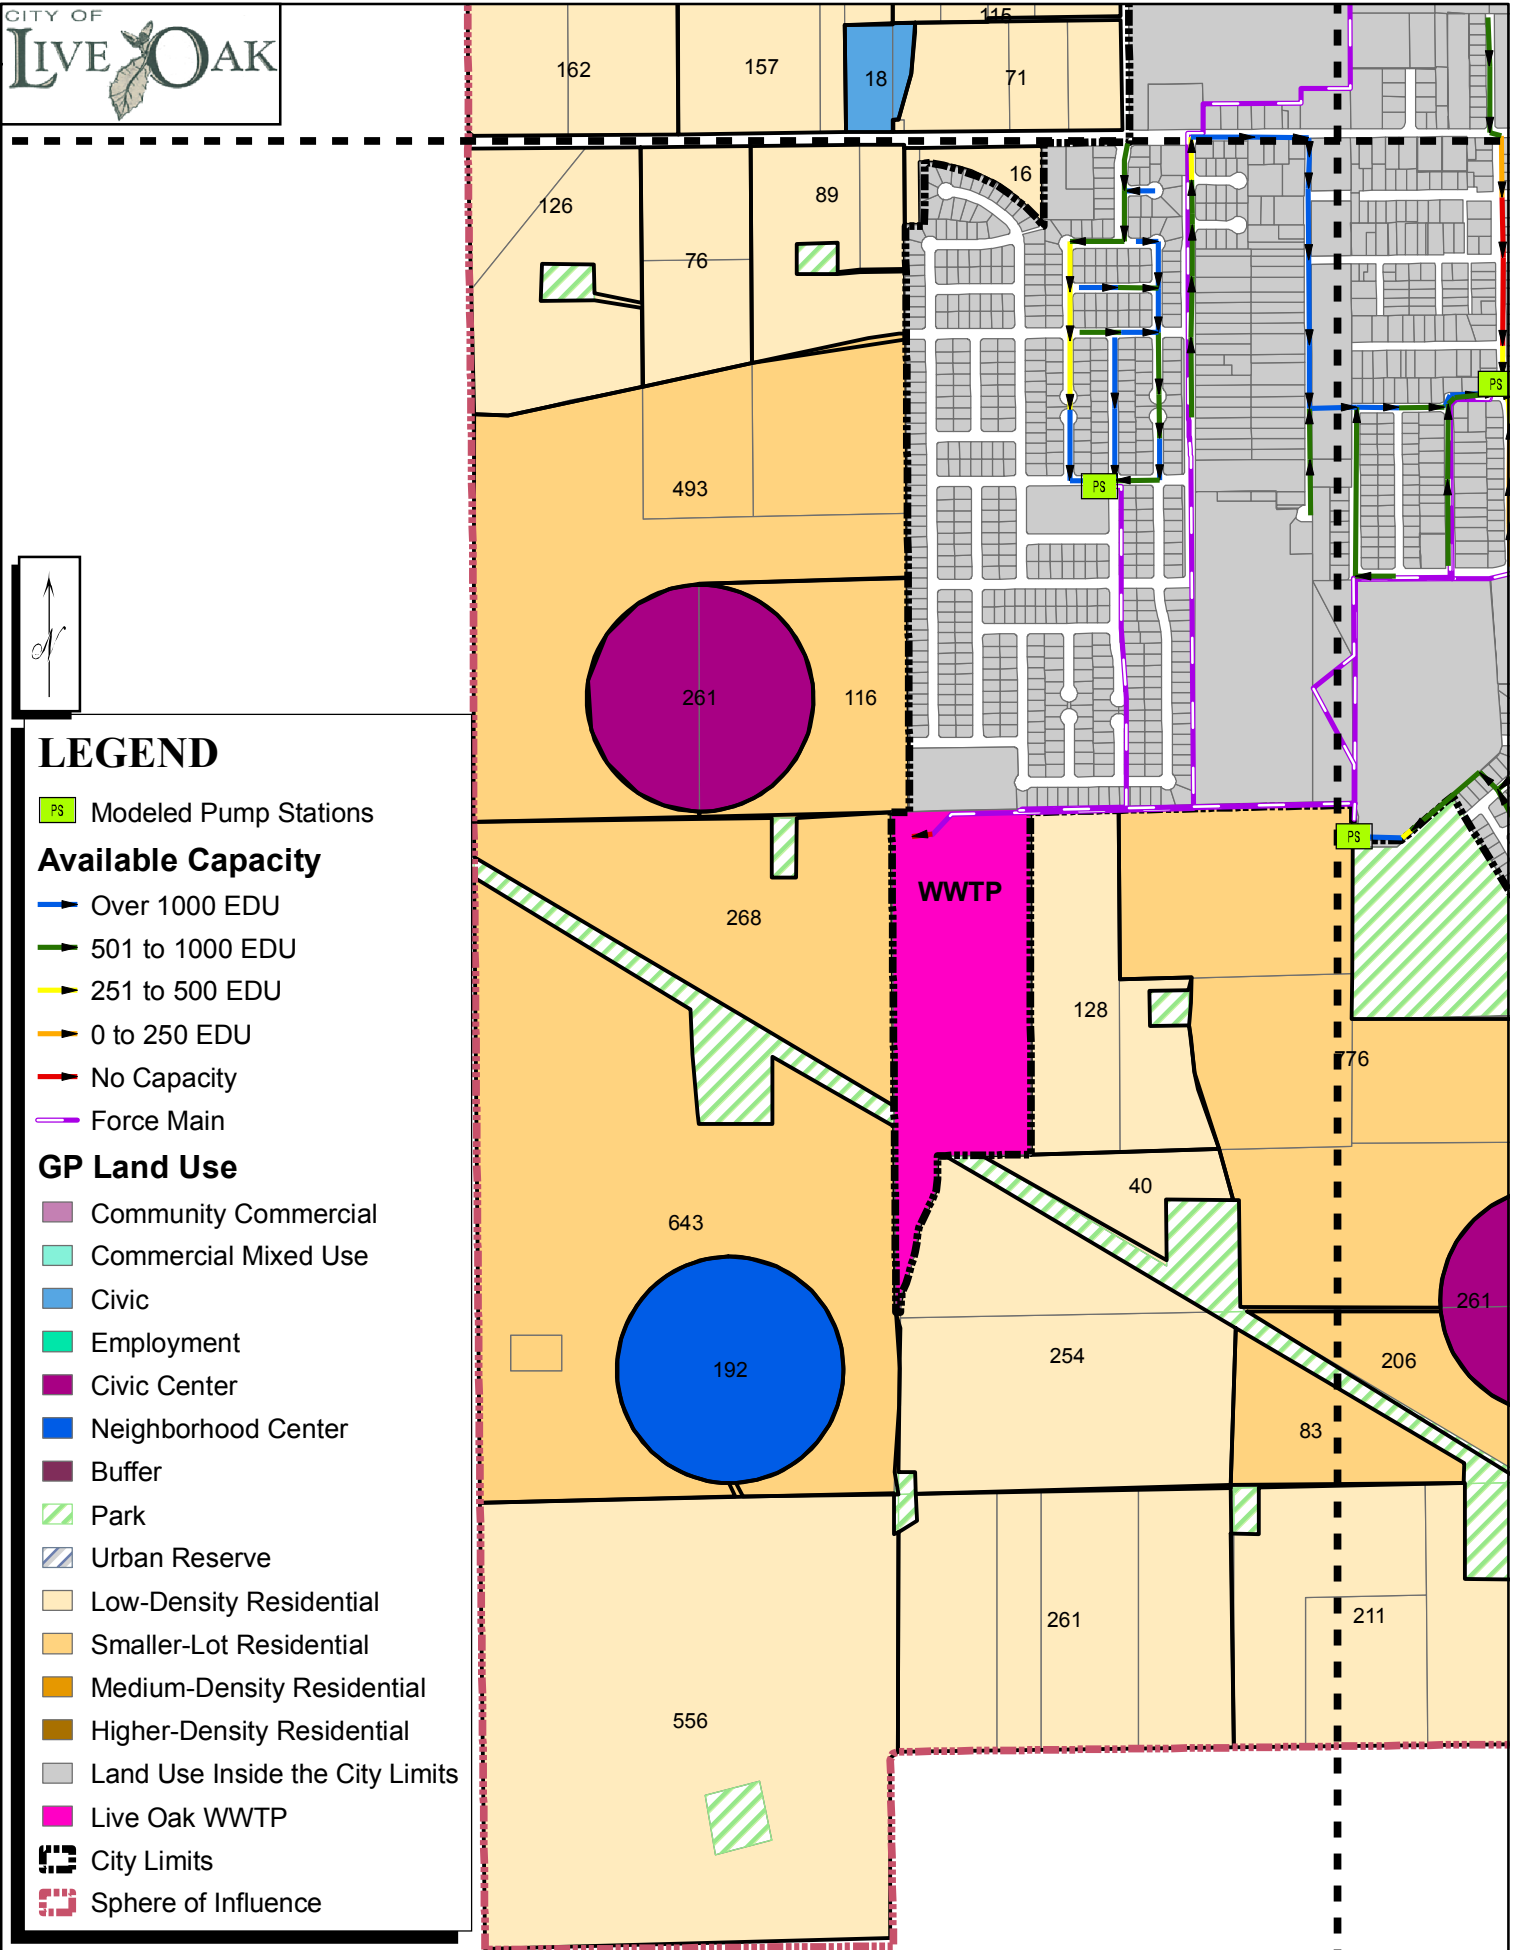 CITY OF
LIVE OAK
115
162
157
18
71
16
126
89
76
PS
493
PS
261
116
N
LEGEND
PS Modeled Pump Stations
Available Capacity
Over 1000 EDU
501 to 1000 EDU
251 to 500 EDU
0 to 250 EDU
No Capacity
Force Main
GP Land Use
Community Commercial
Commercial Mixed Use
Civic
Employment
Civic Center
Neighborhood Center
Buffer
Park
Urban Reserve
Low-Density Residential
Smaller-Lot Residential
Medium-Density Residential
Higher-Density Residential
Land Use Inside the City Limits
Live Oak WWTP
City Limits
Sphere of Influence
PS
WWTP
268
128
776
40
643
261
254
206
192
83
261
211
556